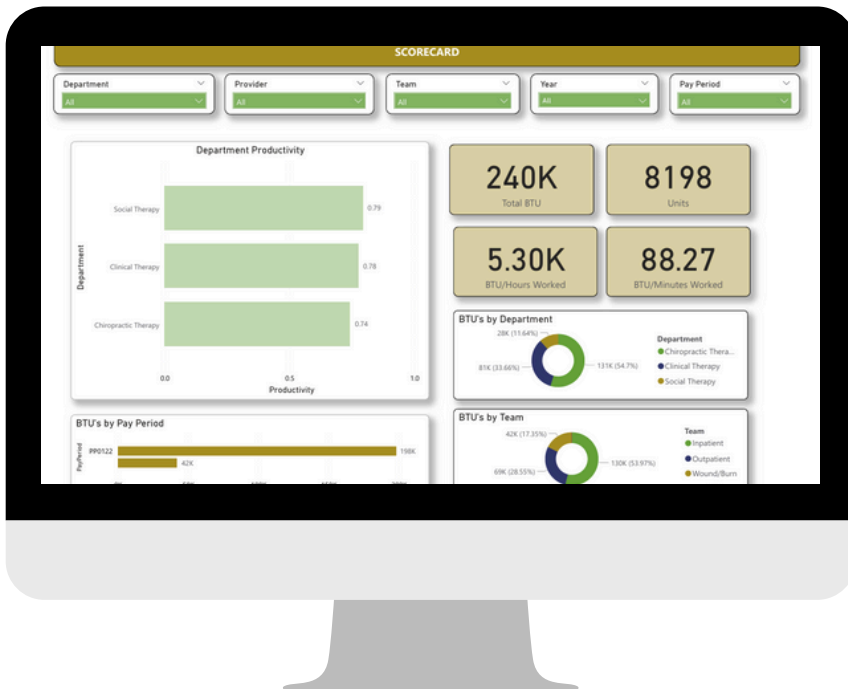 SCORECARD
Department
All
Provider
All
Team
All
Year
All
Pay Period
All
Department Productivity
Department
Social Therapy
0.79
Clinical Therapy
0.78
Chiropractic Therapy
0.74
0.0 0.5 1.0
Productivity
240K
Total BTU
8198
Units
5.30K
BTU/Hours Worked
88.27
BTU/Minutes Worked
BTU's by Department
28K (11.64%)
81K (33.66%)
131K (54.7%)
Department
Chiropractic Thera...
Clinical Therapy
Social Therapy
BTU's by Pay Period
PayPeriod
PP0122
198K
42K
BTU's by Team
42K (17.35%)
69K (28.55%)
130K (53.97%)
Team
Inpatient
Outpatient
Wound/Burn